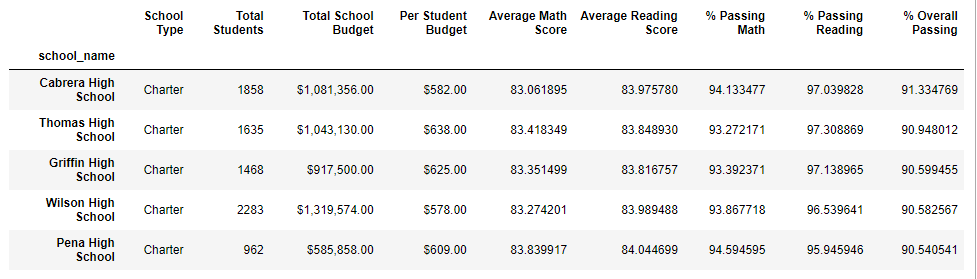 School Type Total Students Total School Budget Per Student Budget Average Math Score Average Reading Score % Passing Math % Passing Reading % Overall Passing
school_name
Cabrera High School Charter 1858 $1,081,356.00 $582.00 83.061895 83.975780 94.133477 97.039828 91.334769
Thomas High School Charter 1635 $1,043,130.00 $638.00 83.418349 83.848930 93.272171 97.308869 90.948012
Griffin High School Charter 1468 $917,500.00 $625.00 83.351499 83.816757 93.392371 97.138965 90.599455
Wilson High School Charter 2283 $1,319,574.00 $578.00 83.274201 83.989488 93.867718 96.539641 90.582567
Pena High School Charter 962 $585,858.00 $609.00 83.839917 84.044699 94.594595 95.945946 90.540541